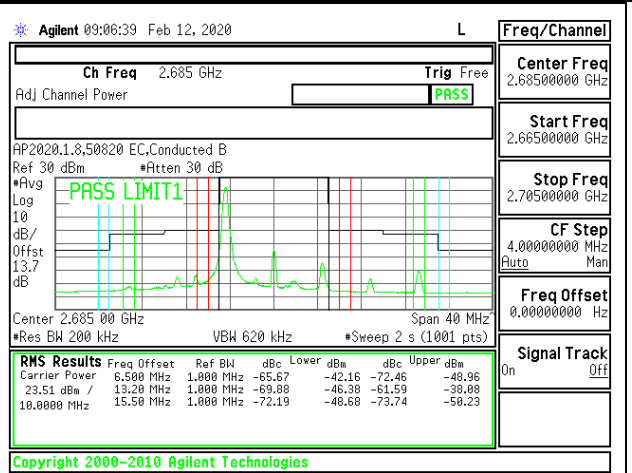 Agilent 09:06:39 Feb 12, 2020 L Freq/Channel
Ch Freq 2.685 GHz Trig Free
Adj Channel Power PASS
Center Freq
2.68500000 GHz
Start Freq
2.66500000 GHz
AP2020.1.8,50820 EC,Conducted B
Ref 30 dBm #Atten 30 dB
#Avg
Log
10
dB/
Offst
13.7
dB
PASS LIMIT1
Stop Freq
2.70500000 GHz
CF Step
4.00000000 MHz
Auto Man
Freq Offset
0.00000000 Hz
Center 2.685 00 GHz Span 40 MHz
#Res BW 200 kHz VBW 620 kHz #Sweep 2 s (1001 pts)
Signal Track
On Off
RMS Results Freq Offset Ref BW dBc Lower dBm dBc Upper dBm
Carrier Power 6.500 MHz 1.000 MHz -65.67 -42.16 -72.46 -48.96
23.51 dBm / 13.20 MHz 1.000 MHz -69.88 -46.38 -61.59 -38.08
10.0000 MHz 15.50 MHz 1.000 MHz -72.19 -48.68 -73.74 -50.23
Copyright 2000-2010 Agilent Technologies